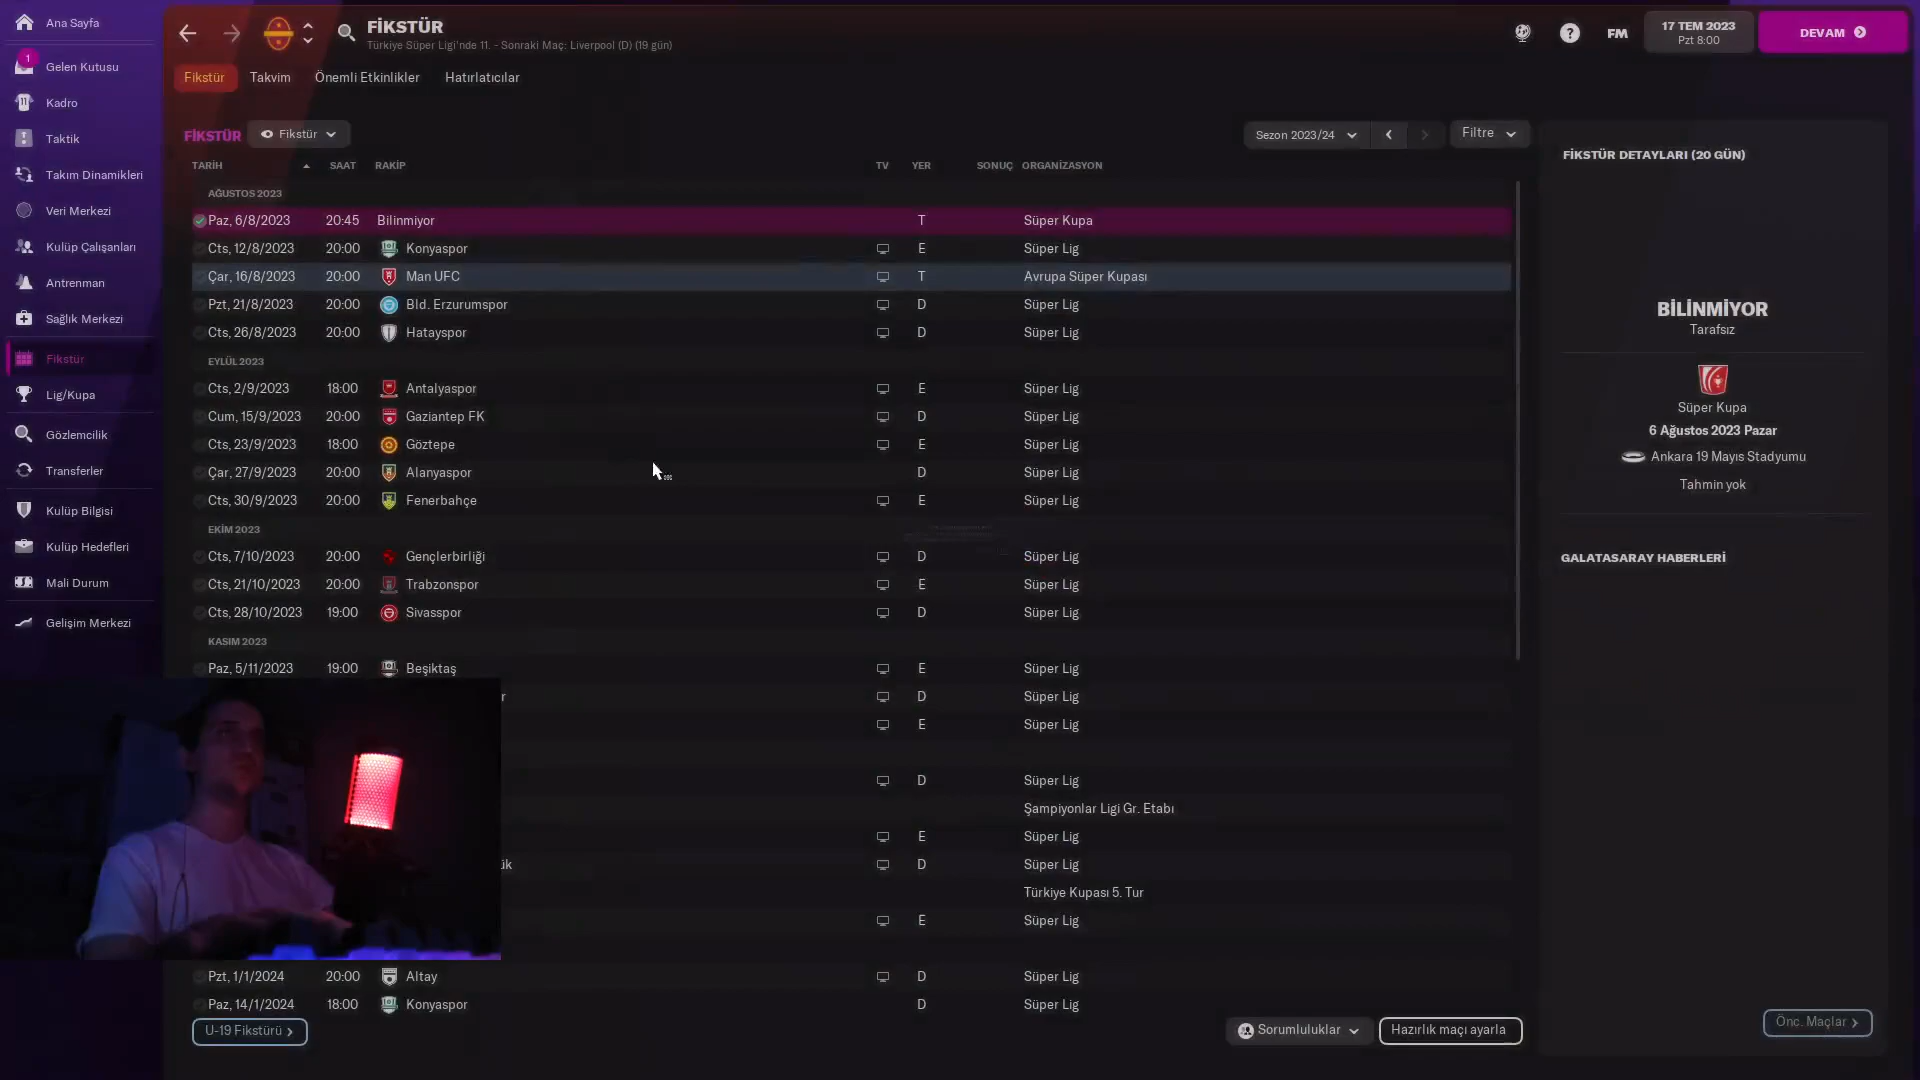 Ana Sayfa
1
Gelen Kutusu
Kadro
Taktik
Takım Dinamikleri
Veri Merkezi
Kulüp Çalışanları
Antrenman
Sağlık Merkezi
Fikstür
Lig/Kupa
Gözlemcilik
Transferler
Kulüp Bilgisi
Kulüp Hedefleri
Mali Durum
Gelişim Merkezi
FİKSTÜR
Türkiye Süper Ligi'nde 11. - Sonraki Maç: Liverpool (D) (19 gün)
FM
17 TEM 2023
Pzt 8:00
DEVAM
Fikstür Takvim Önemli Etkinlikler Hatırlatıcılar
FİKSTÜR Fikstür Sezon 2023/24 Filtre
TARİH SAAT RAKİP TV YER SONUÇ ORGANİZASYON
AĞUSTOS 2023
Paz, 6/8/2023 20:45 Bilinmiyor T Süper Kupa
Cts, 12/8/2023 20:00 Konyaspor E Süper Lig
Çar, 16/8/2023 20:00 Man UFC T Avrupa Süper Kupası
Pzt, 21/8/2023 20:00 Bld. Erzurumspor D Süper Lig
Cts, 26/8/2023 20:00 Hatayspor D Süper Lig
EYLÜL 2023
Cts, 2/9/2023 18:00 Antalyaspor E Süper Lig
Cum, 15/9/2023 20:00 Gaziantep FK D Süper Lig
Cts, 23/9/2023 18:00 Göztepe E Süper Lig
Çar, 27/9/2023 20:00 Alanyaspor D Süper Lig
Cts, 30/9/2023 20:00 Fenerbahçe E Süper Lig
EKİM 2023
Cts, 7/10/2023 20:00 Gençlerbirliği D Süper Lig
Cts, 21/10/2023 20:00 Trabzonspor E Süper Lig
Cts, 28/10/2023 19:00 Sivasspor D Süper Lig
KASIM 2023
Paz, 5/11/2023 19:00 Beşiktaş E Süper Lig
r D Süper Lig
E Süper Lig
D Süper Lig
Şampiyonlar Ligi Gr. Etabı
E Süper Lig
ük D Süper Lig
Türkiye Kupası 5. Tur
E Süper Lig
Pzt, 1/1/2024 20:00 Altay D Süper Lig
Paz, 14/1/2024 18:00 Konyaspor D Süper Lig
U-19 Fikstürü
Sorumluluklar
Hazırlık maçı ayarla
FİKSTÜR DETAYLARI (20 GÜN)
BİLİNMİYOR
Tarafsız
Süper Kupa
6 Ağustos 2023 Pazar
Ankara 19 Mayıs Stadyumu
Tahmin yok
GALATASARAY HABERLERİ
Önc. Maçlar